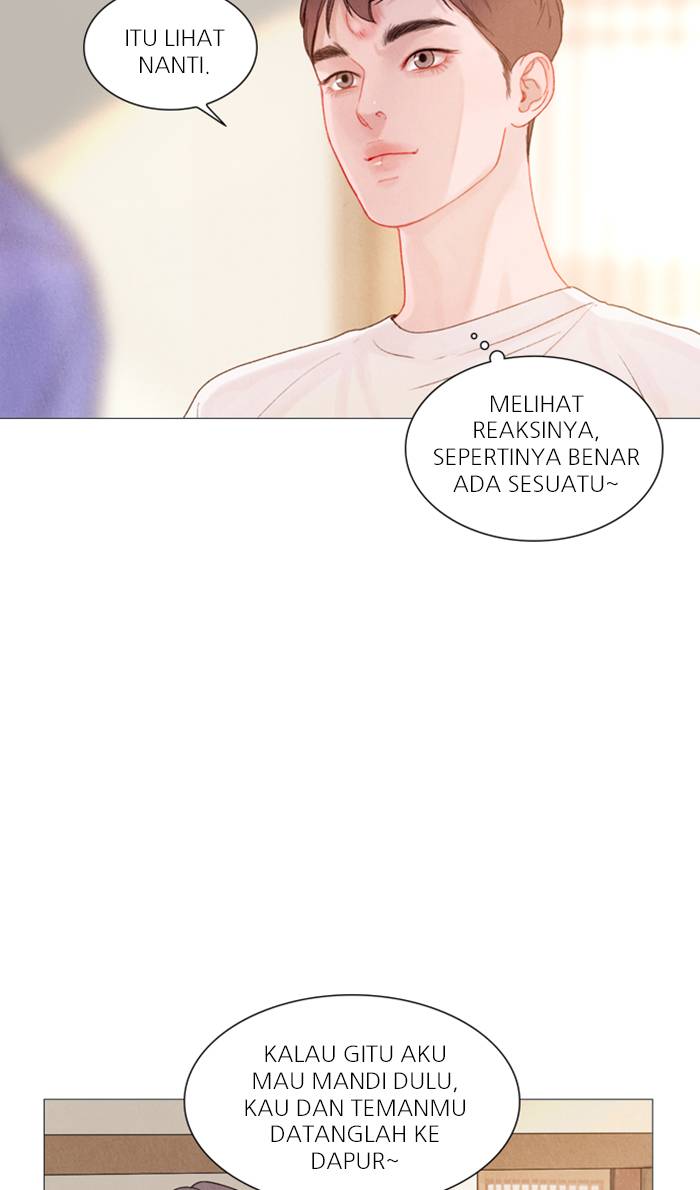 ITU LIHAT
NANTI.
MELIHAT
REAKSINYA,
SEPERTINYA BENAR
ADA SESUATU~
KALAU GITU AKU
MAU MANDI DULU,
KAU DAN TEMANMU
DATANGLAH KE
DAPUR~